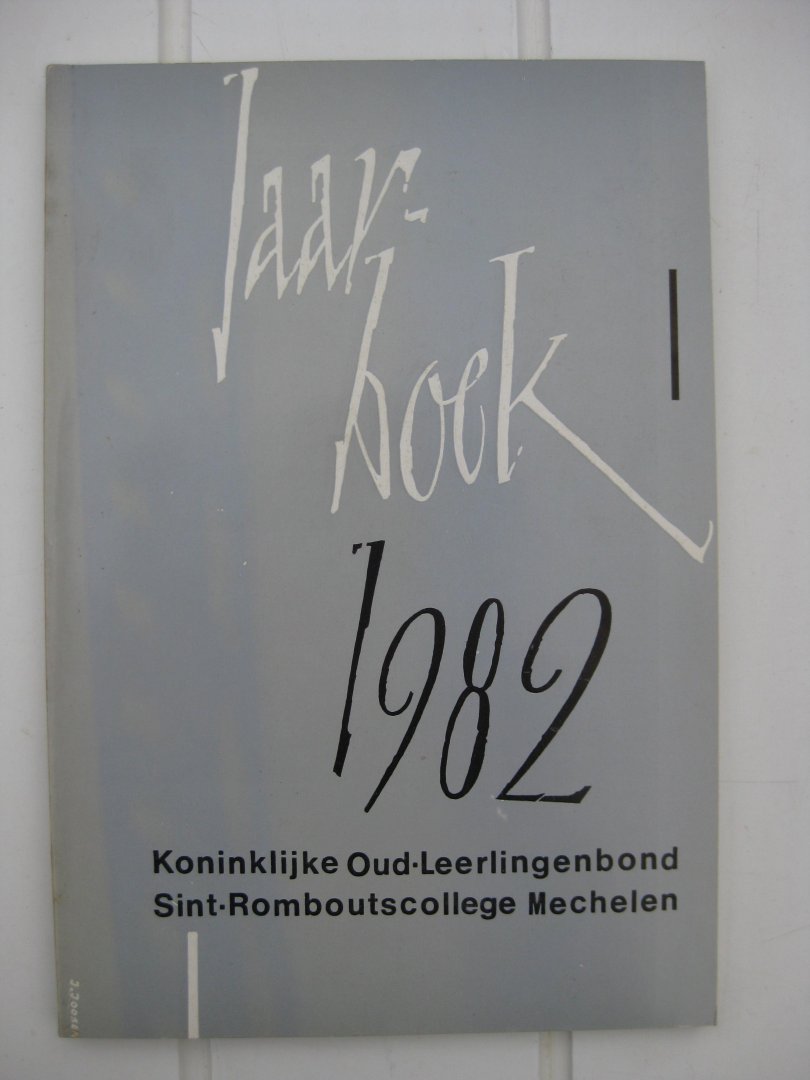 Jaar-
boek
1982
Koninklijke Oud-Leerlingenbond
Sint-Romboutscollege Mechelen